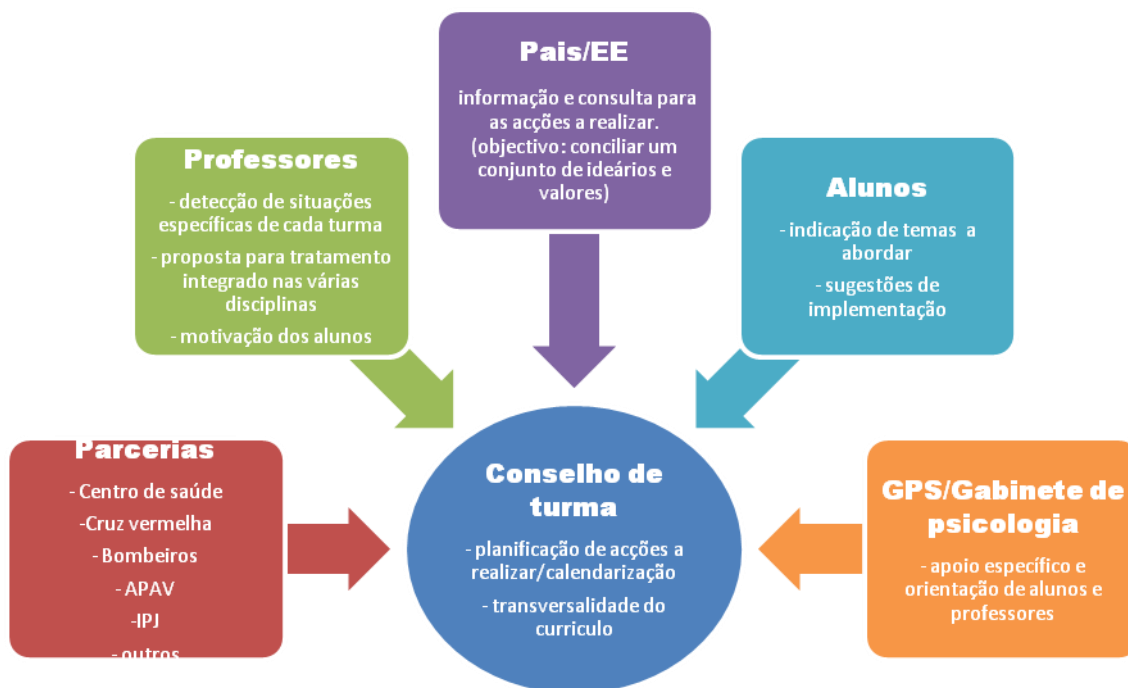 Pais/EE
informação e consulta para
as acções a realizar.
(objectivo: conciliar um
conjunto de ideários e
valores)
Professores
- detecção de situações
específicas de cada turma
- proposta para tratamento
integrado nas várias
disciplinas
- motivação dos alunos
Alunos
- indicação de temas a
abordar
- sugestões de
implementação
Parcerias
- Centro de saúde
-Cruz vermelha
- Bombeiros
- APAV
-IPJ
- outros
Conselho de
turma
- planificação de acções a
realizar/calendarização
- transversalidade do
curriculo
GPS/Gabinete de
psicologia
- apoio específico e
orientação de alunos e
professores